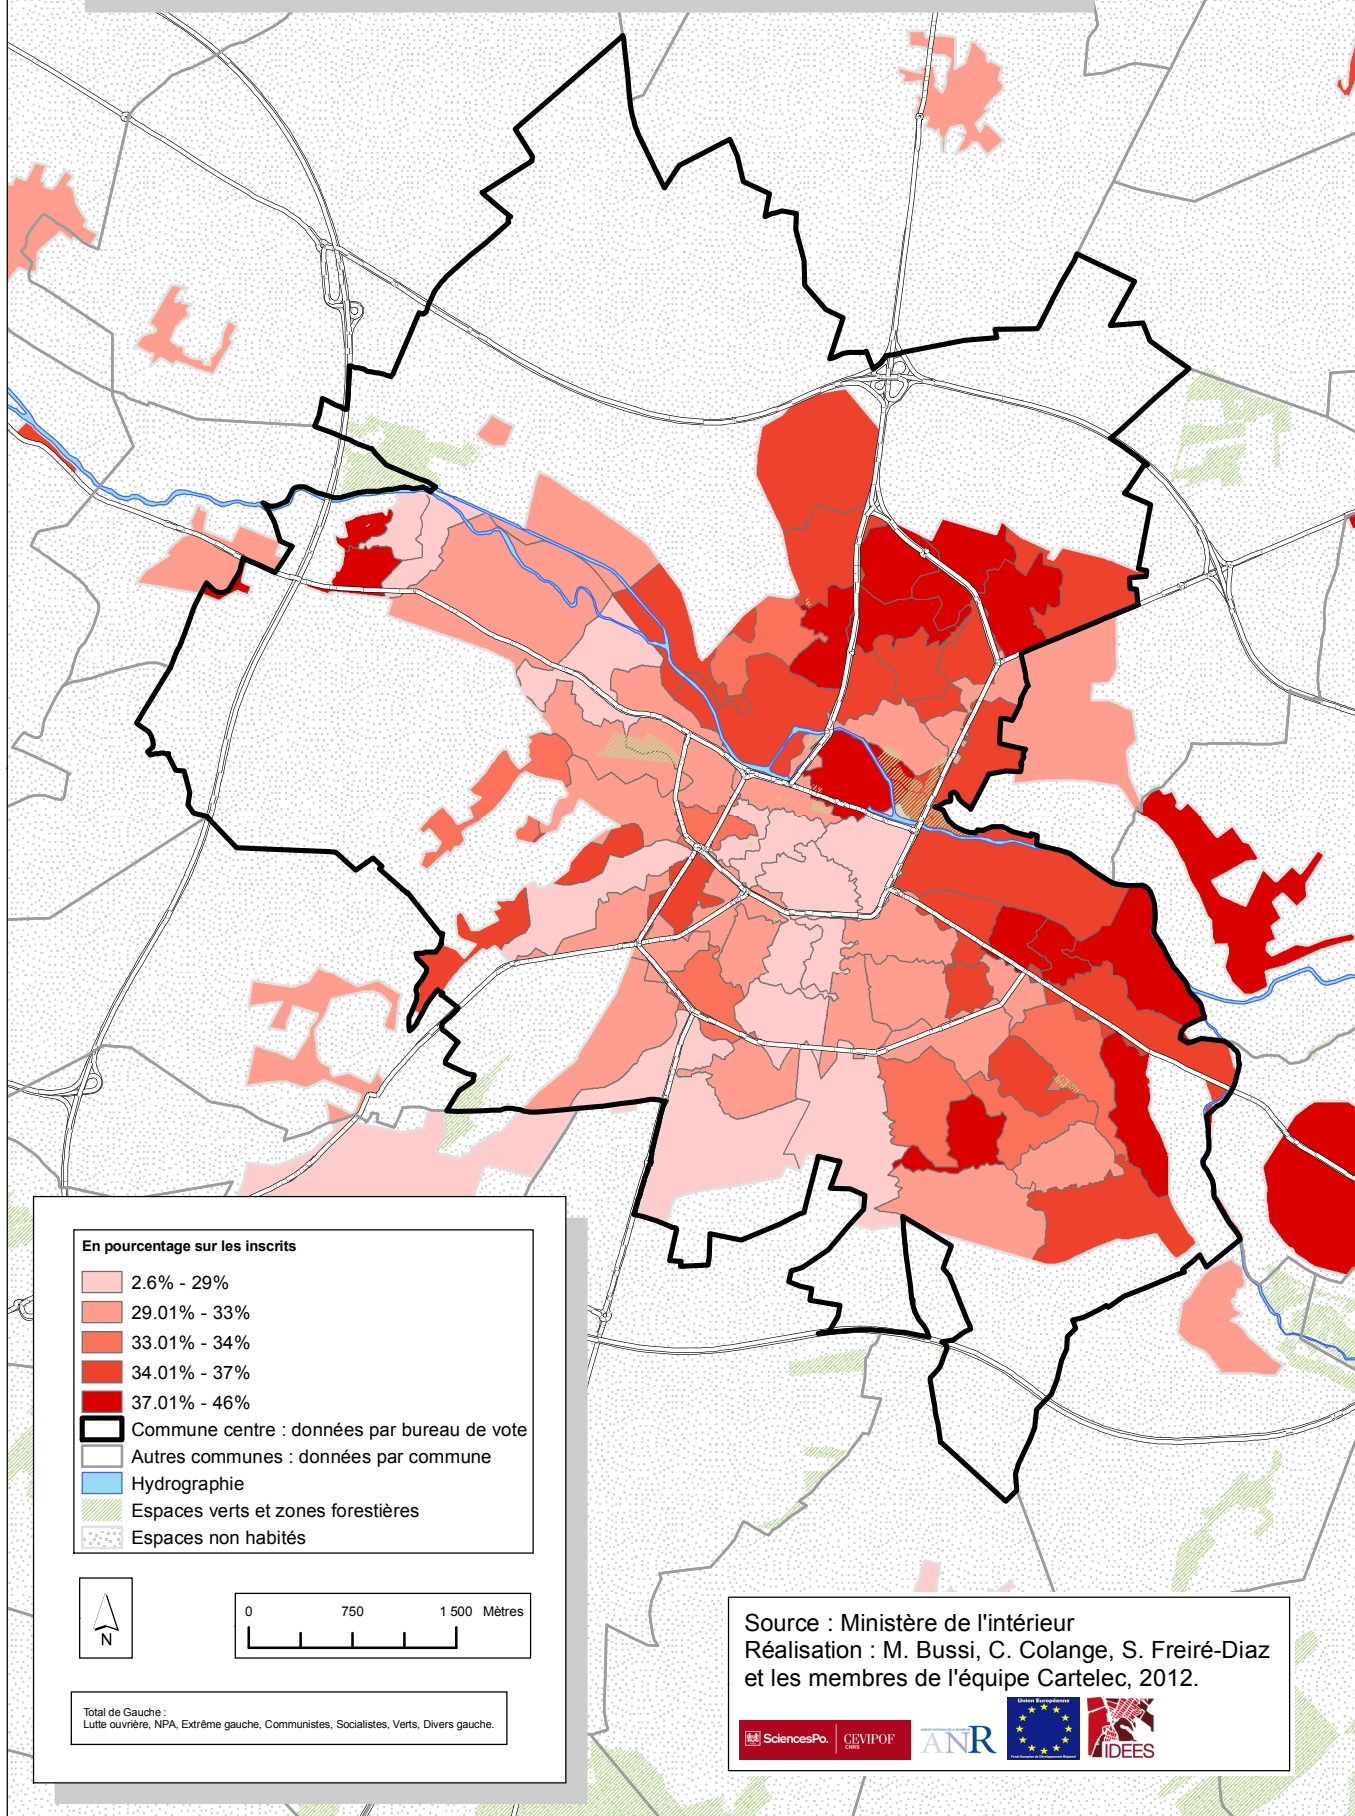 En pourcentage sur les inscrits
2.6% - 29%
29.01% - 33%
33.01% - 34%
34.01% - 37%
37.01% - 46%
Commune centre : données par bureau de vote
Autres communes : données par commune
Hydrographie
Espaces verts et zones forestières
Espaces non habités
N
0 750 1 500 Mètres
Total de Gauche :
Lutte ouvrière, NPA, Extrême gauche, Communistes, Socialistes, Verts, Divers gauche.
Source : Ministère de l'intérieur
Réalisation : M. Bussi, C. Colange, S. Freiré-Diaz
et les membres de l'équipe Cartelec, 2012.
SciencesPo. CEVIPOF
CNRS
ANR
Union Européenne
IDEES